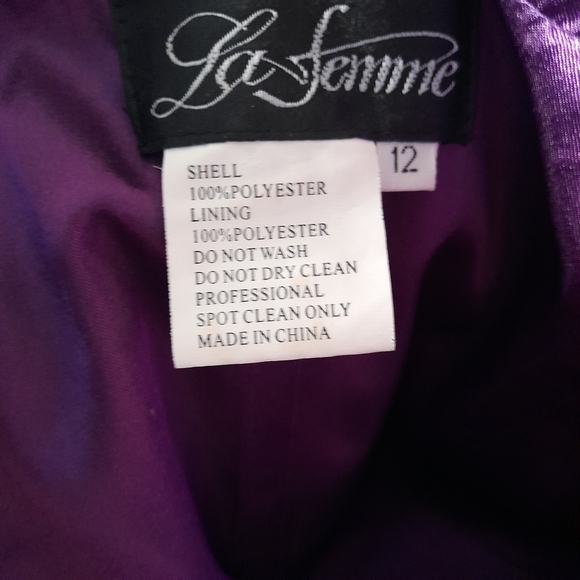 La Femme
12
SHELL
100%POLYESTER
LINING
100%POLYESTER
DO NOT WASH
DO NOT DRY CLEAN
PROFESSIONAL
SPOT CLEAN ONLY
MADE IN CHINA